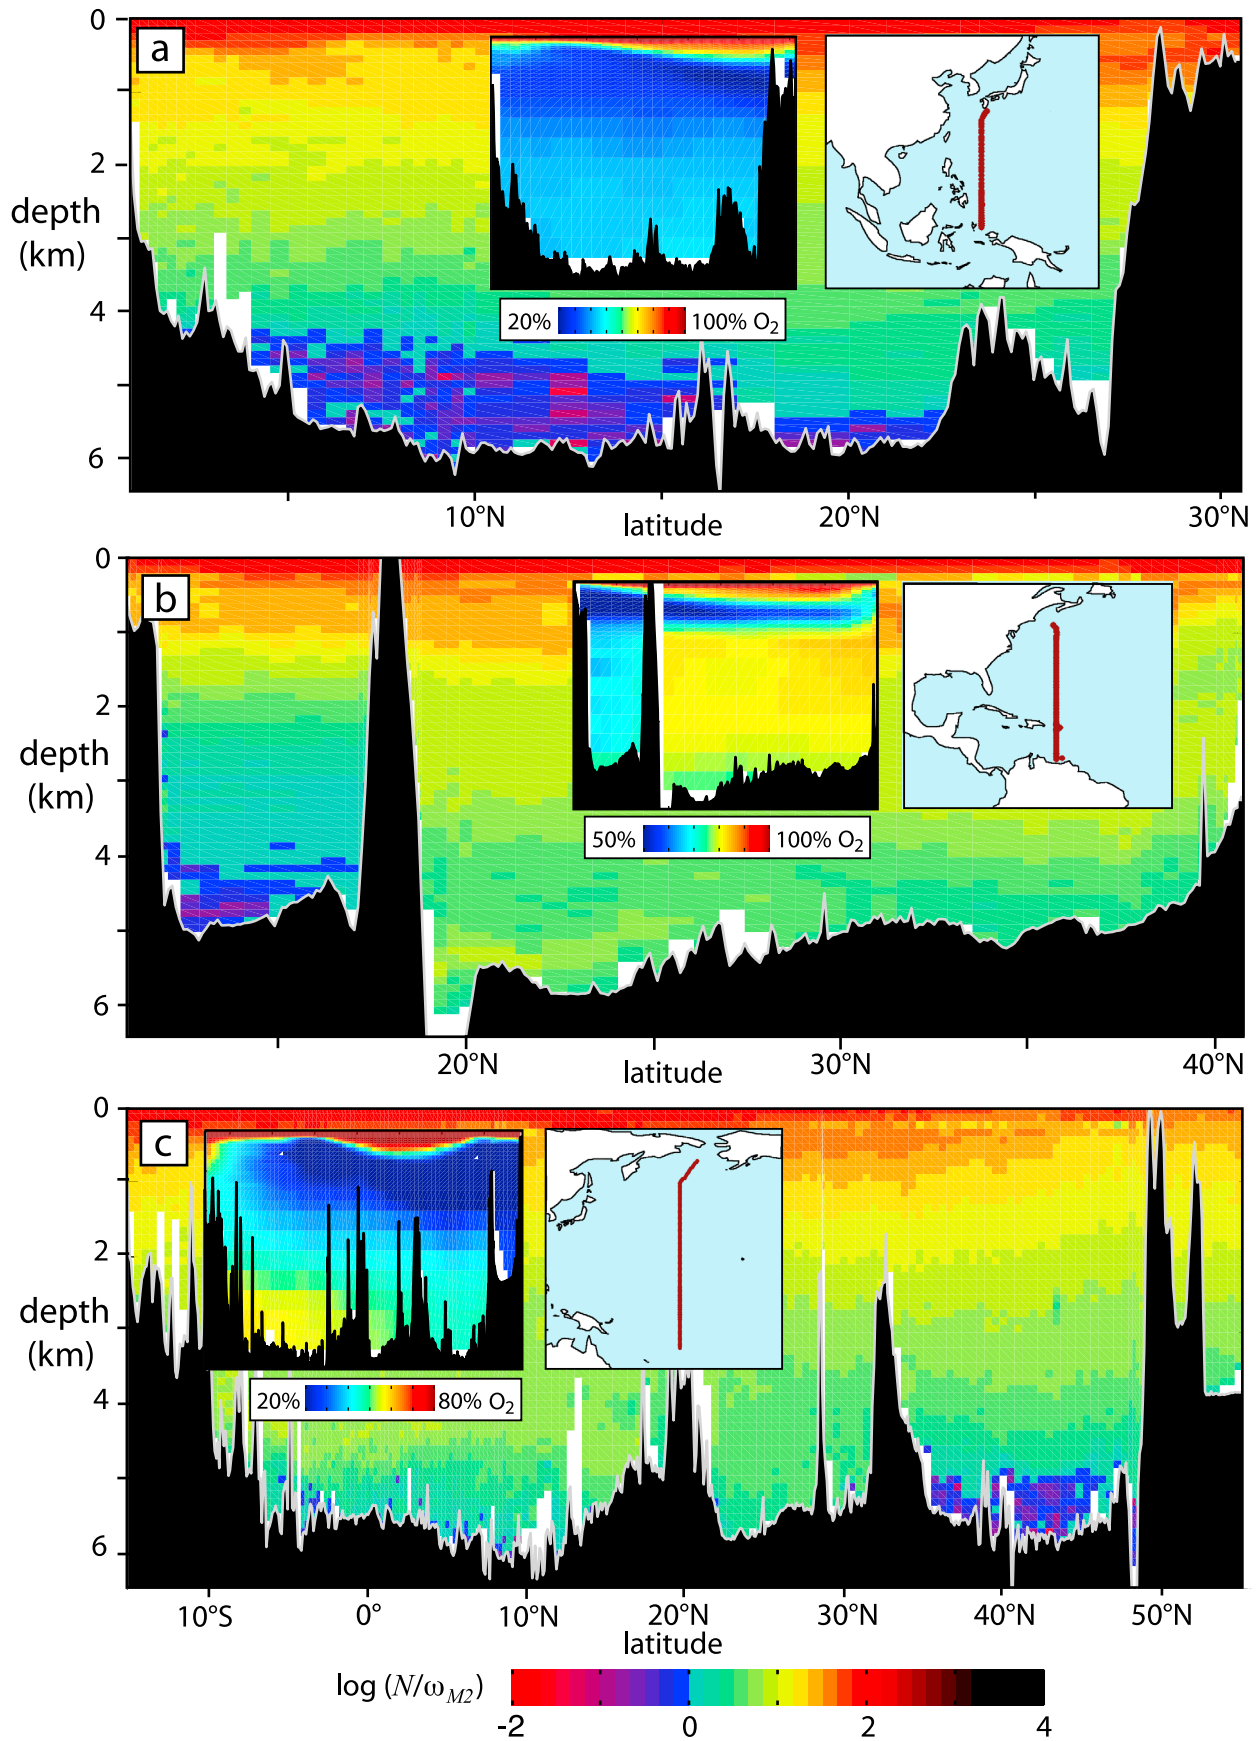 0
a
2
depth
(km)
4
20% 100% O2
6
10°N 20°N 30°N
latitude
0
b
2
depth
(km)
50% 100% O2
4
6
20°N 30°N 40°N
latitude
0
c
2
depth
(km)
4
20% 80% O2
6
10°S 0° 10°N 20°N 30°N 40°N 50°N
latitude
log (N/ωM2)
-2 0 2 4